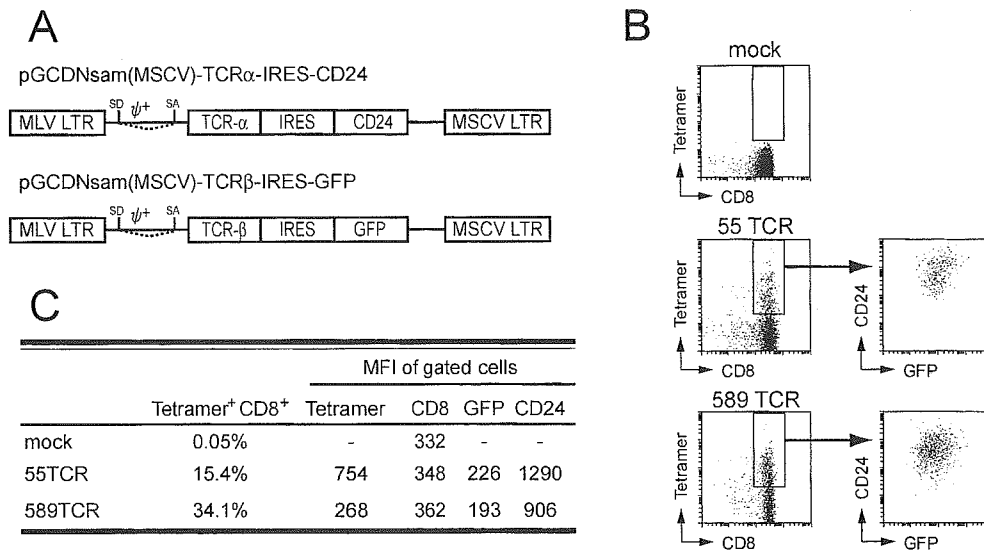 A
pGCDNsam(MSCV)-TCRα-IRES-CD24
MLV LTR SD ψ+ SA TCR-α IRES CD24 MSCV LTR
pGCDNsam(MSCV)-TCRβ-IRES-GFP
MLV LTR SD ψ+ SA TCR-β IRES GFP MSCV LTR
B
mock
Tetramer
CD8
55 TCR
Tetramer
CD8
CD24
GFP
589 TCR
Tetramer
CD8
CD24
GFP
C
MFI of gated cells
Tetramer+ CD8+ Tetramer CD8 GFP CD24
mock 0.05% - 332 - -
55TCR 15.4% 754 348 226 1290
589TCR 34.1% 268 362 193 906